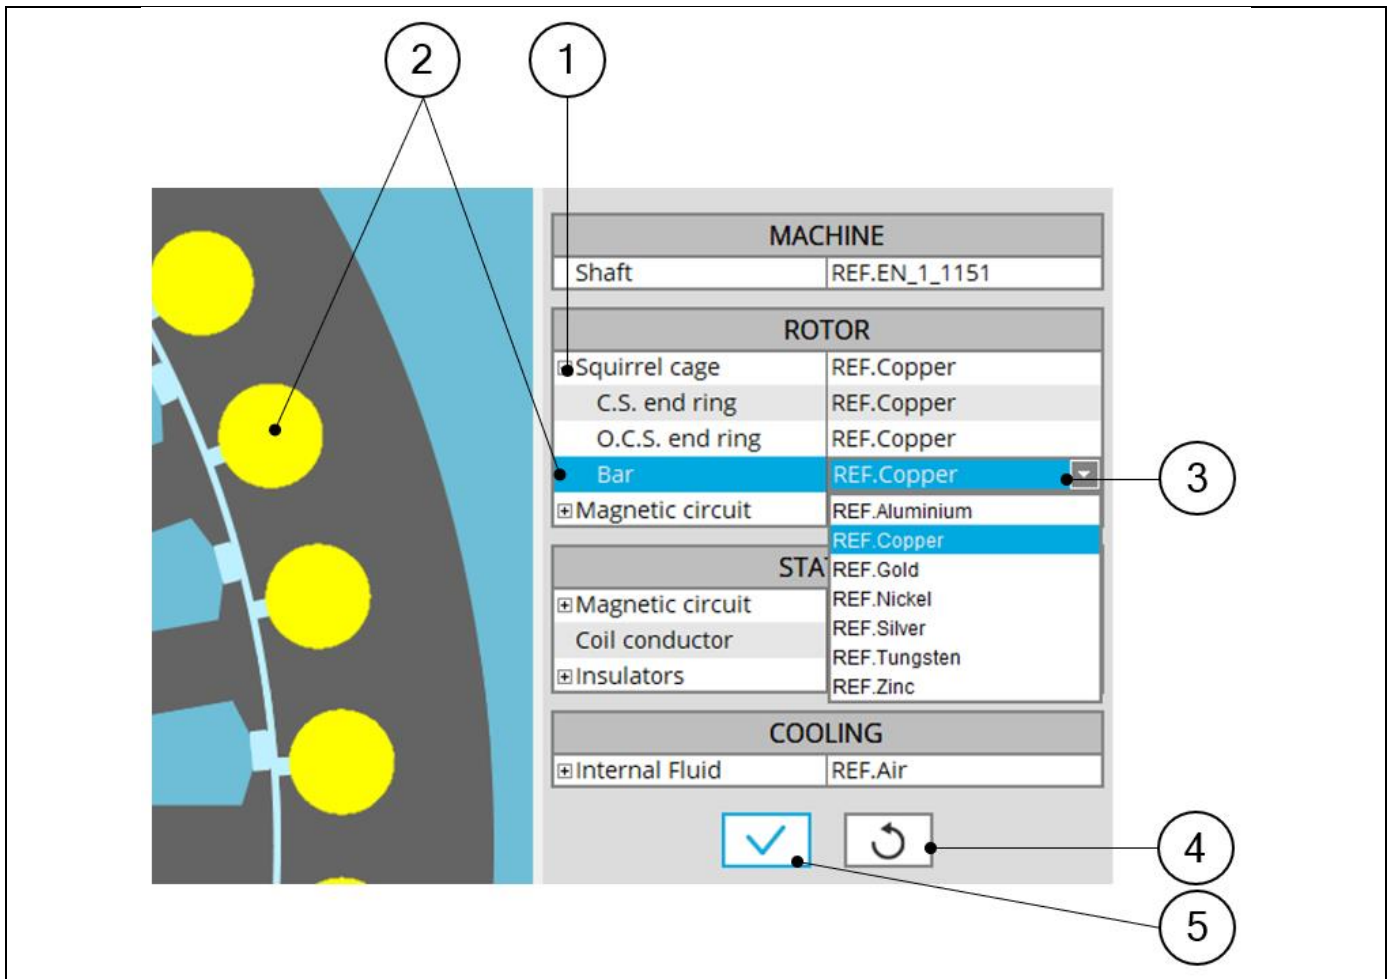 2 1
MACHINE
Shaft REF.EN_1_1151
ROTOR
Squirrel cage REF.Copper
C.S. end ring REF.Copper
O.C.S. end ring REF.Copper
Bar REF.Copper
3
Magnetic circuit REF.Aluminium
REF.Copper
STA REF.Gold
Magnetic circuit REF.Nickel
Coil conductor REF.Silver
REF.Tungsten
Insulators REF.Zinc
COOLING
Internal Fluid REF.Air
4
5